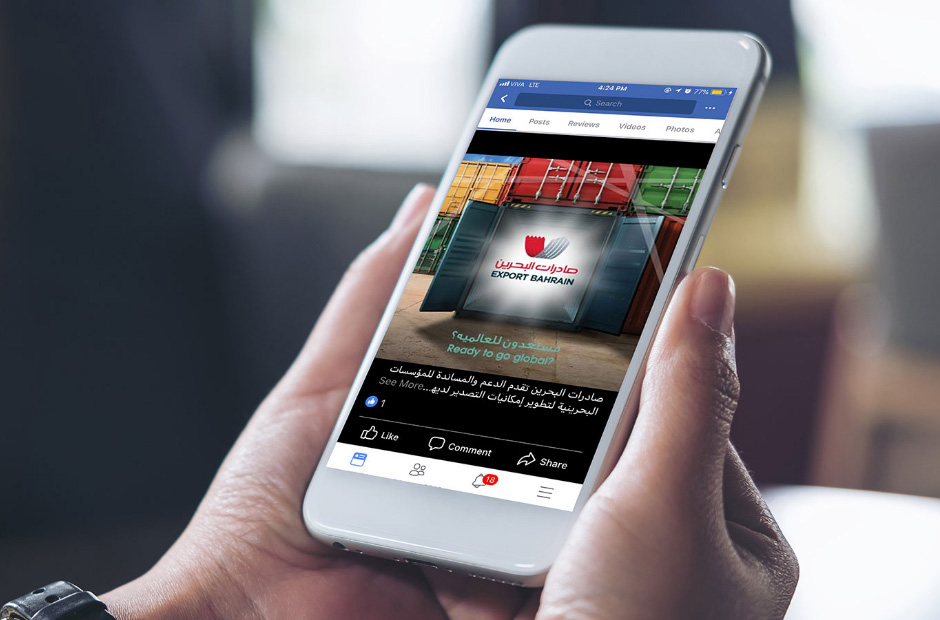 VIVA LTE 4:24 PM 77%
Search
Home Posts Reviews Videos Photos A
صادرات البحرين
EXPORT BAHRAIN
مستعدون للعالمية؟
Ready to go global?
صادرات البحرين تقدم الدعم والمساندة للمؤسسات
البحرينية لتطوير إمكانيات التصدير لديها... See More
1
Like Comment Share
18